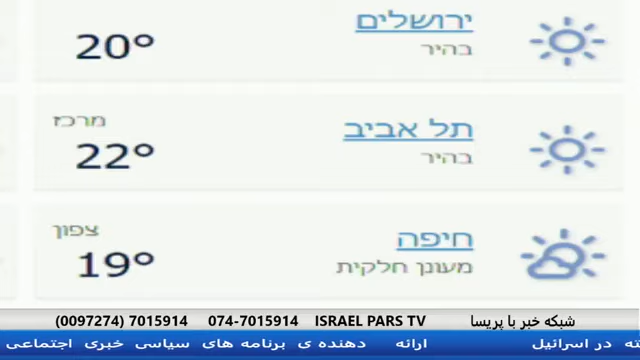 ירושלים
20°
בהיר
מרכז
תל אביב
22°
בהיר
צפון
חיפה
19°
מעונן חלקית
(0097274) 7015914 074-7015914 ISRAEL PARS TV شبکه خبر با پریسا
در اسرائیل ارائه دهنده ی برنامه های سیاسی خبری اجتماعی